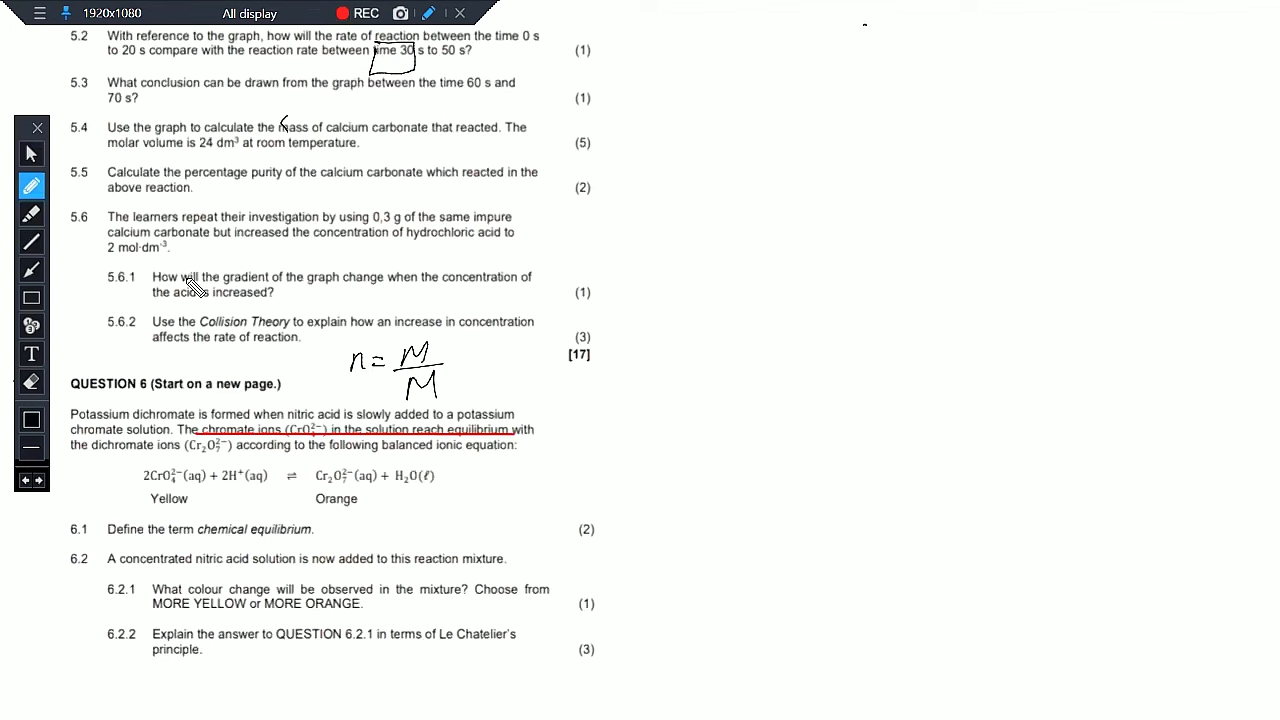 1920x1080 All display REC
5.2 With reference to the graph, how will the rate of reaction between the time 0 s
to 20 s compare with the reaction rate between time 30 s to 50 s? (1)
5.3 What conclusion can be drawn from the graph between the time 60 s and
70 s? (1)
5.4 Use the graph to calculate the mass of calcium carbonate that reacted. The
molar volume is 24 dm³ at room temperature. (5)
5.5 Calculate the percentage purity of the calcium carbonate which reacted in the
above reaction. (2)
5.6 The learners repeat their investigation by using 0,3 g of the same impure
calcium carbonate but increased the concentration of hydrochloric acid to
2 mol·dm⁻³.
5.6.1 How will the gradient of the graph change when the concentration of
the acid is increased? (1)
5.6.2 Use the Collision Theory to explain how an increase in concentration
affects the rate of reaction. (3)
[17]
n = M/M
QUESTION 6 (Start on a new page.)
Potassium dichromate is formed when nitric acid is slowly added to a potassium
chromate solution. The chromate ions (CrO₄²⁻) in the solution reach equilibrium with
the dichromate ions (Cr₂O₇²⁻) according to the following balanced ionic equation:
2CrO₄²⁻(aq) + 2H⁺(aq) ⇌ Cr₂O₇²⁻(aq) + H₂O(ℓ)
Yellow Orange
6.1 Define the term chemical equilibrium. (2)
6.2 A concentrated nitric acid solution is now added to this reaction mixture.
6.2.1 What colour change will be observed in the mixture? Choose from
MORE YELLOW or MORE ORANGE. (1)
6.2.2 Explain the answer to QUESTION 6.2.1 in terms of Le Chatelier's
principle. (3)